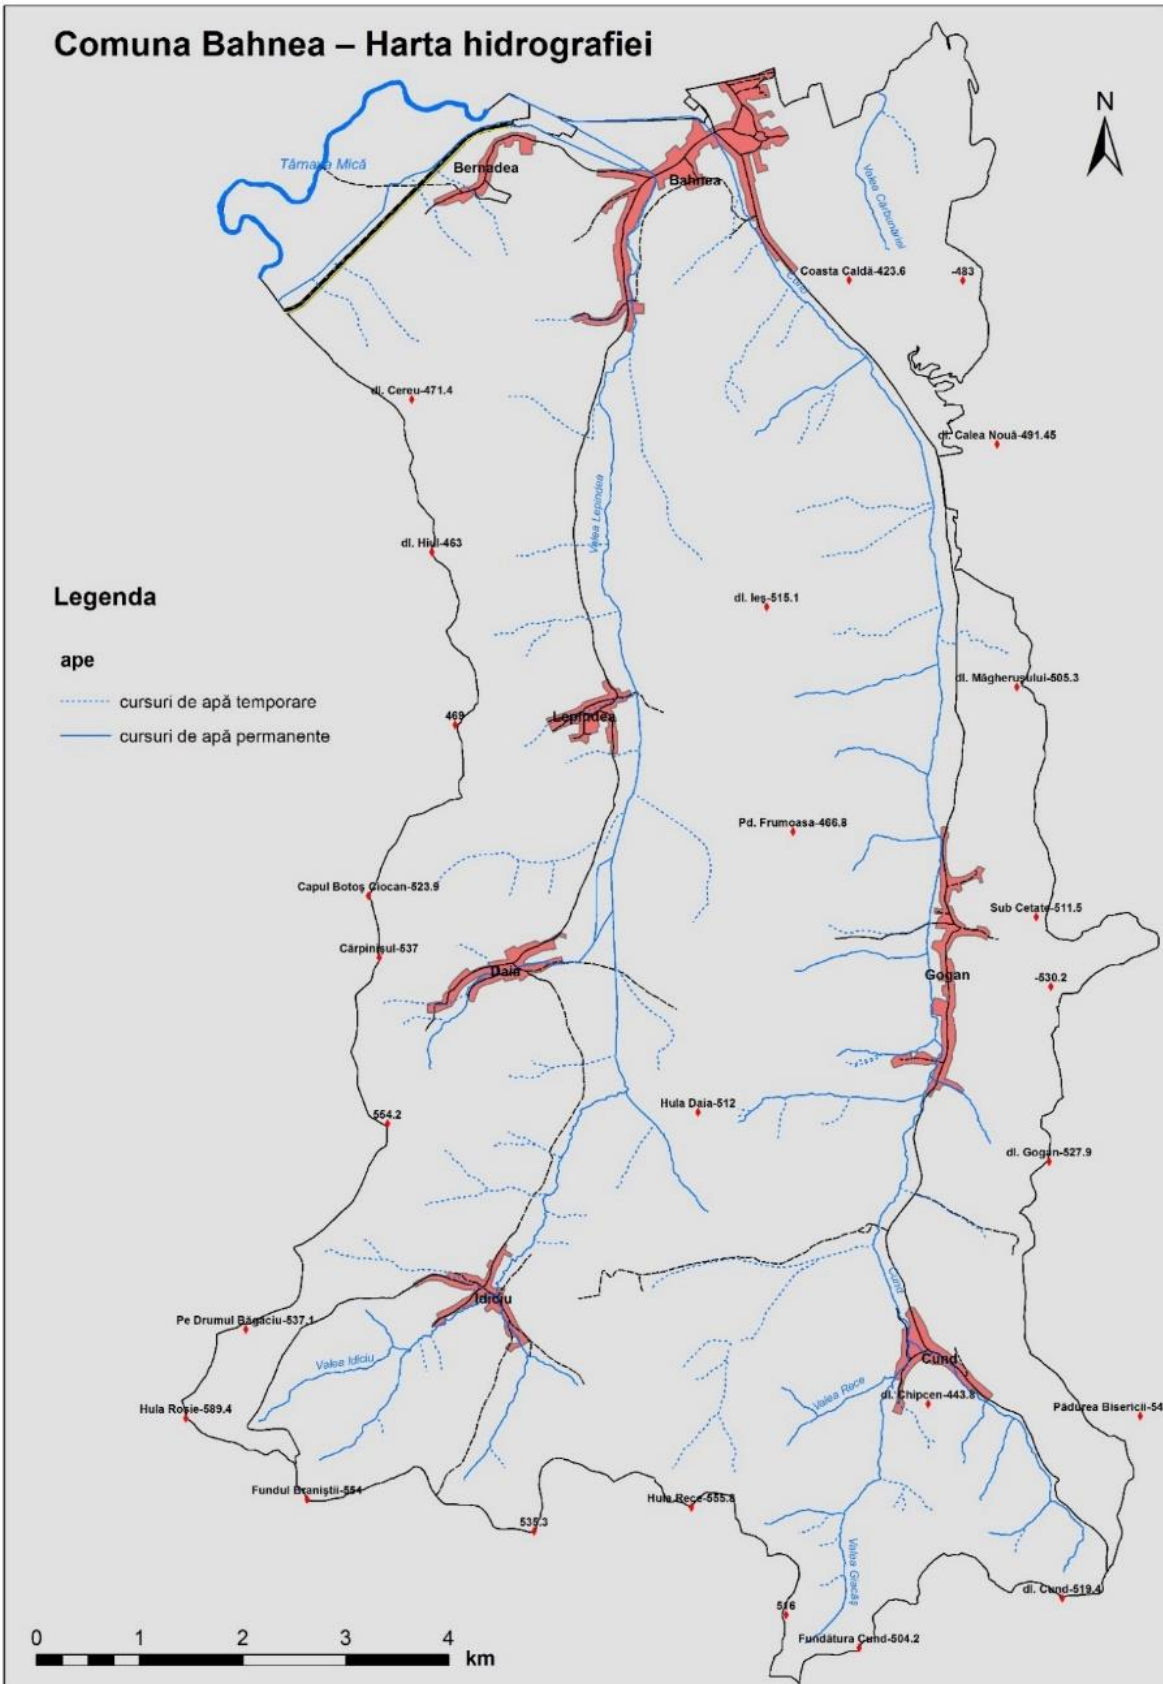 Comuna Bahnea – Harta hidrografiei
N
Târnava Mică
Bernadea
Bahnea
Valea Cărbunăriei
Coasta Caldă-423.6
-483
Cund
dl. Cereu-471.4
dl. Calea Nouă-491.45
Valea Lepindea
dl. Hiul-463
Legenda
dl. Ieș-515.1
ape
dl. Măgherușului-505.3
cursuri de apă temporare
469
Lepindea
cursuri de apă permanente
Pd. Frumoasa-466.8
Capul Botoș Ciocan-523.9
Sub Cetate-511.5
Cărpinișul-537
Daia
Gogan
-530.2
Hula Daia-512
554.2
dl. Gogan-527.9
Cund
Idiciu
Pe Drumul Băgaciu-537.1
Valea Idiciu
Cund
Valea Rece
dl. Chipcen-443.8
Hula Roșie-589.4
Pădurea Bisericii-54
Fundul Braniștii-554
Hula Rece-555.8
535.3
Valea Giacăș
dl. Cund-519.4
516
Fundătura Cund-504.2
0 1 2 3 4
km